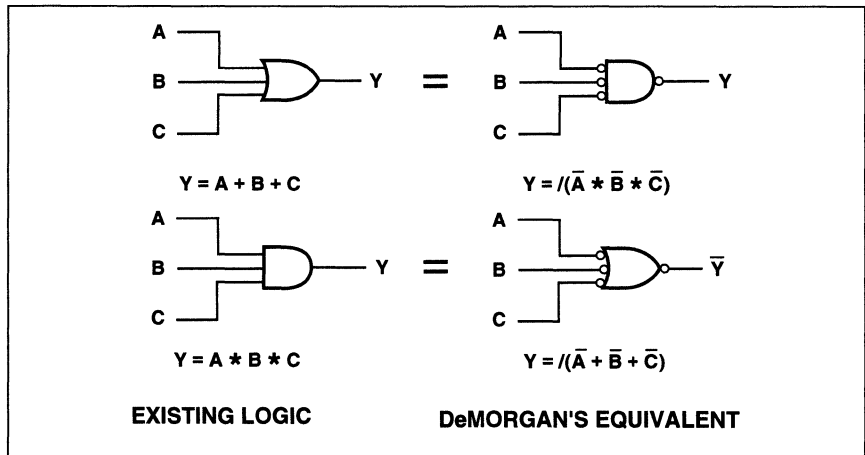 A
B
C
Y
=
A
B
C
Y
Y = A + B + C
Y = /(A̅ * B̅ * C̅)
A
B
C
Y
=
A
B
C
Y̅
Y = A * B * C
Y = /(A̅ + B̅ + C̅)
EXISTING LOGIC
DeMORGAN'S EQUIVALENT